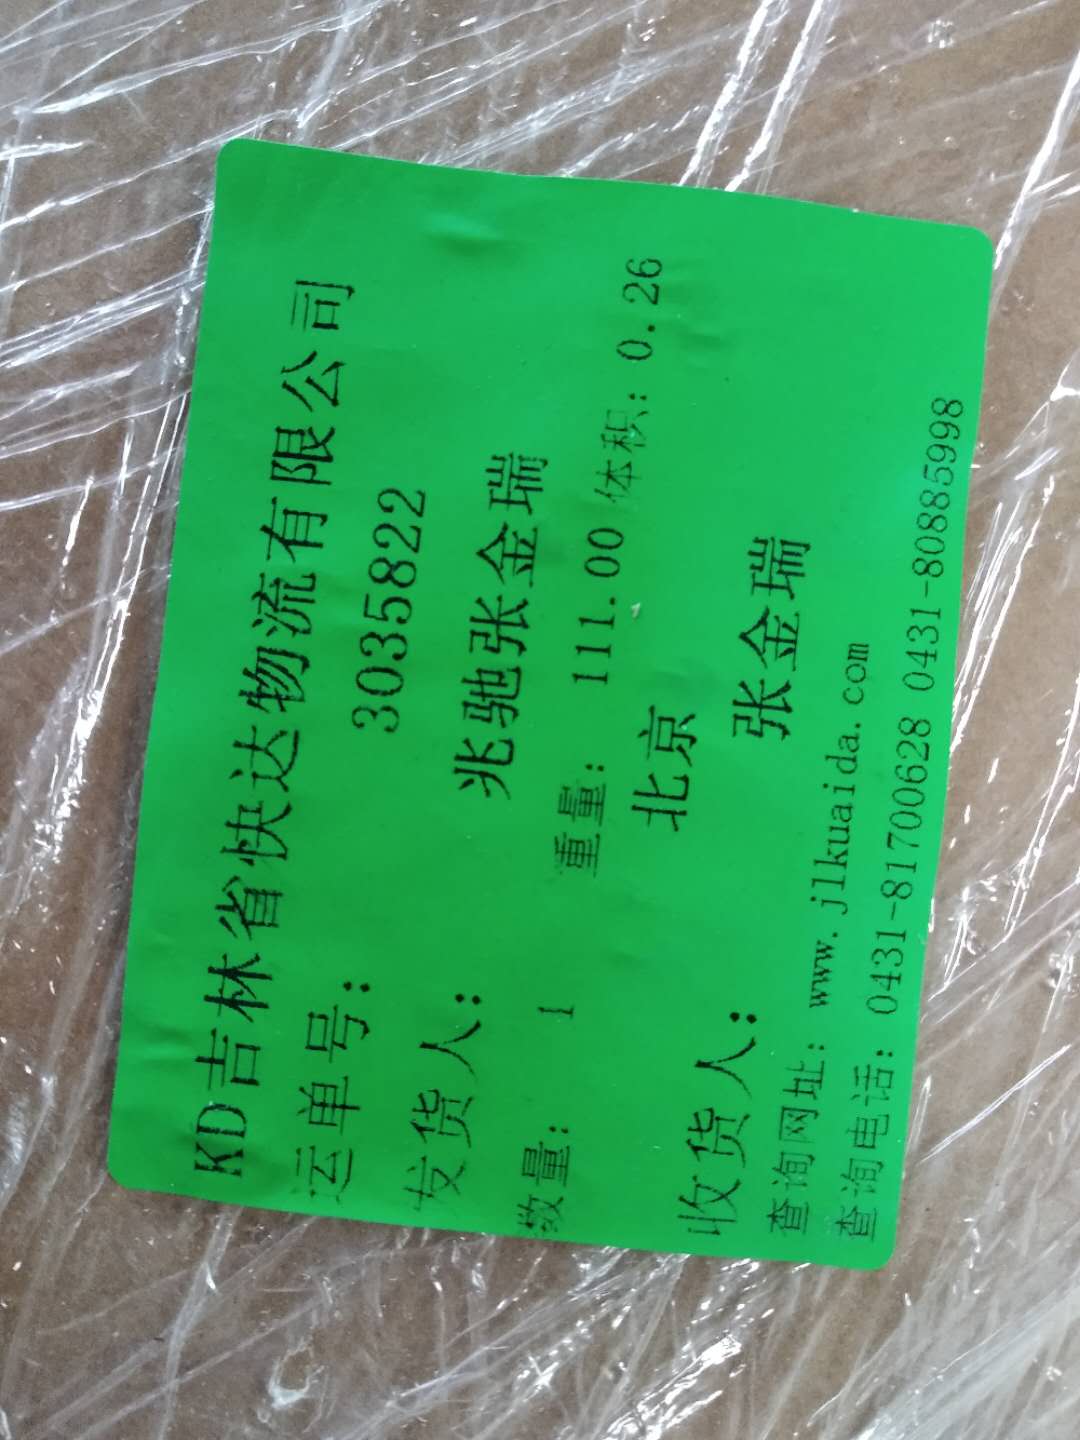 KD吉林省快达物流有限公司
运单号： 3035822
发货人： 兆驰张金瑞
数量： 1 重量： 111.00 体积：0.26
北京
收货人： 张金瑞
查询网址：www.jlkuaida.com
查询电话：0431-81700628 0431-80885998